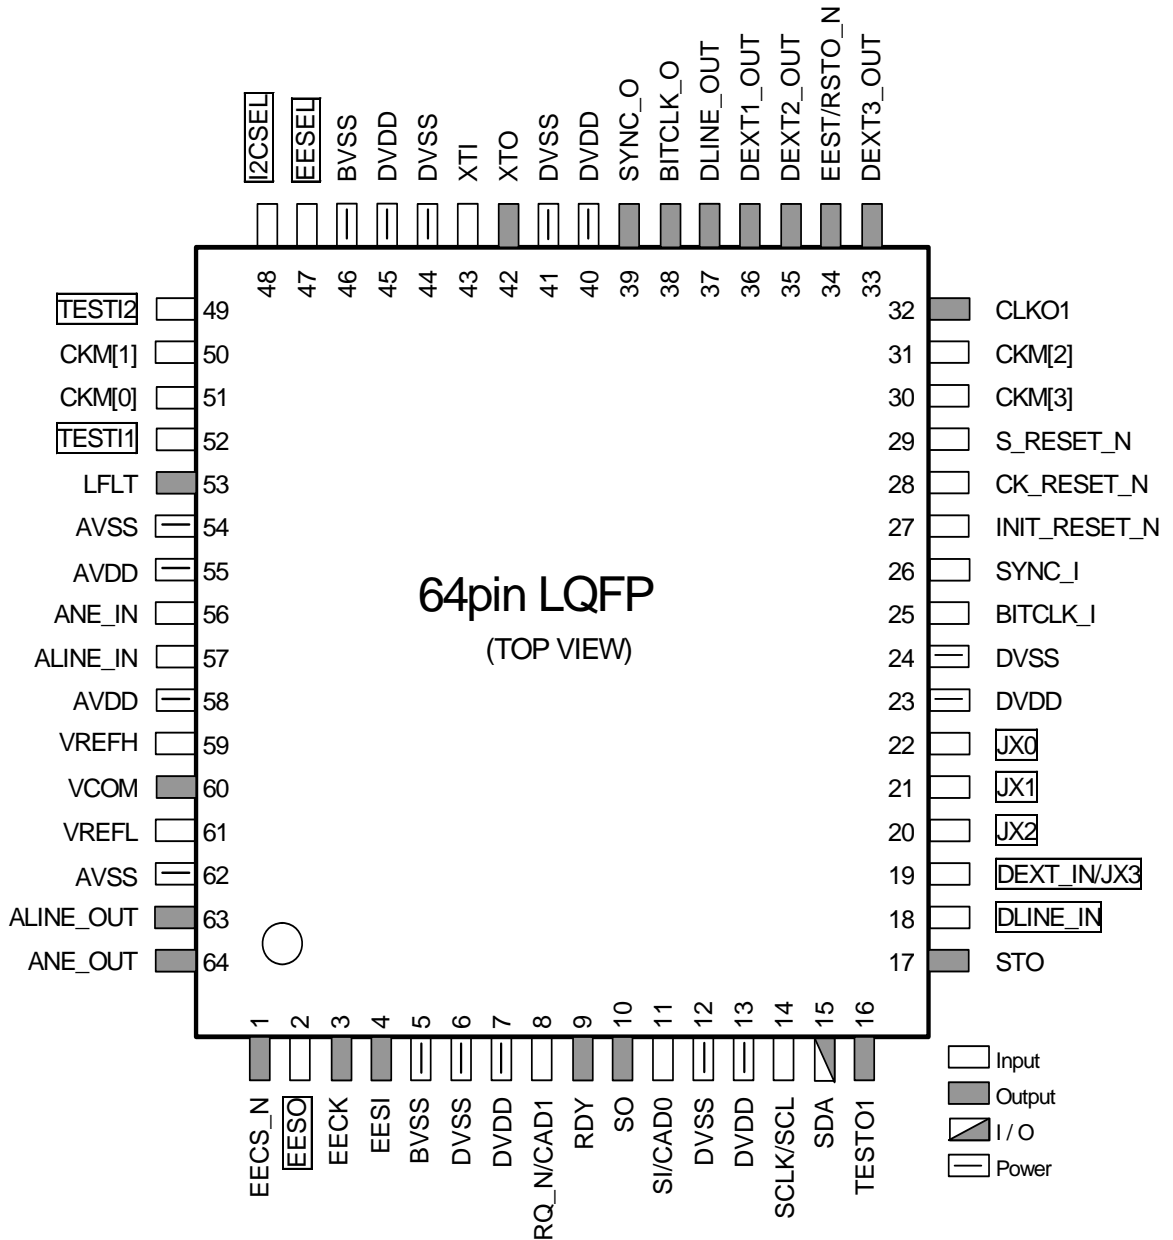 I2CSEL
EESEL
BVSS
DVDD
DVSS
XTI
XTO
DVSS
DVDD
SYNC_O
BITCLK_O
DLINE_OUT
DEXT1_OUT
DEXT2_OUT
EEST/RSTO_N
DEXT3_OUT
48 47 46 45 44 43 42 41 40 39 38 37 36 35 34 33
TESTI2 49
CKM[1] 50
CKM[0] 51
TESTI1 52
LFLT 53
AVSS 54
AVDD 55
ANE_IN 56
ALINE_IN 57
AVDD 58
VREFH 59
VCOM 60
VREFL 61
AVSS 62
ALINE_OUT 63
ANE_OUT 64
64pin LQFP
(TOP VIEW)
32 CLKO1
31 CKM[2]
30 CKM[3]
29 S_RESET_N
28 CK_RESET_N
27 INIT_RESET_N
26 SYNC_I
25 BITCLK_I
24 DVSS
23 DVDD
22 JX0
21 JX1
20 JX2
19 DEXT_IN/JX3
18 DLINE_IN
17 STO
1 2 3 4 5 6 7 8 9 10 11 12 13 14 15 16
EECS_N
EESO
EECK
EESI
BVSS
DVSS
DVDD
RQ_N/CAD1
RDY
SO
SI/CAD0
DVSS
DVDD
SCLK/SCL
SDA
TESTO1
Input
Output
I / O
Power